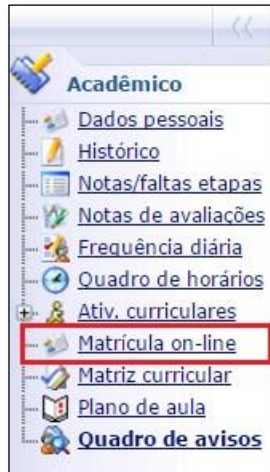 Acadêmico
Dados pessoais
Histórico
Notas/faltas etapas
Notas de avaliações
Frequência diária
Quadro de horários
Ativ. curriculares
Matrícula on-line
Matriz curricular
Plano de aula
Quadro de avisos